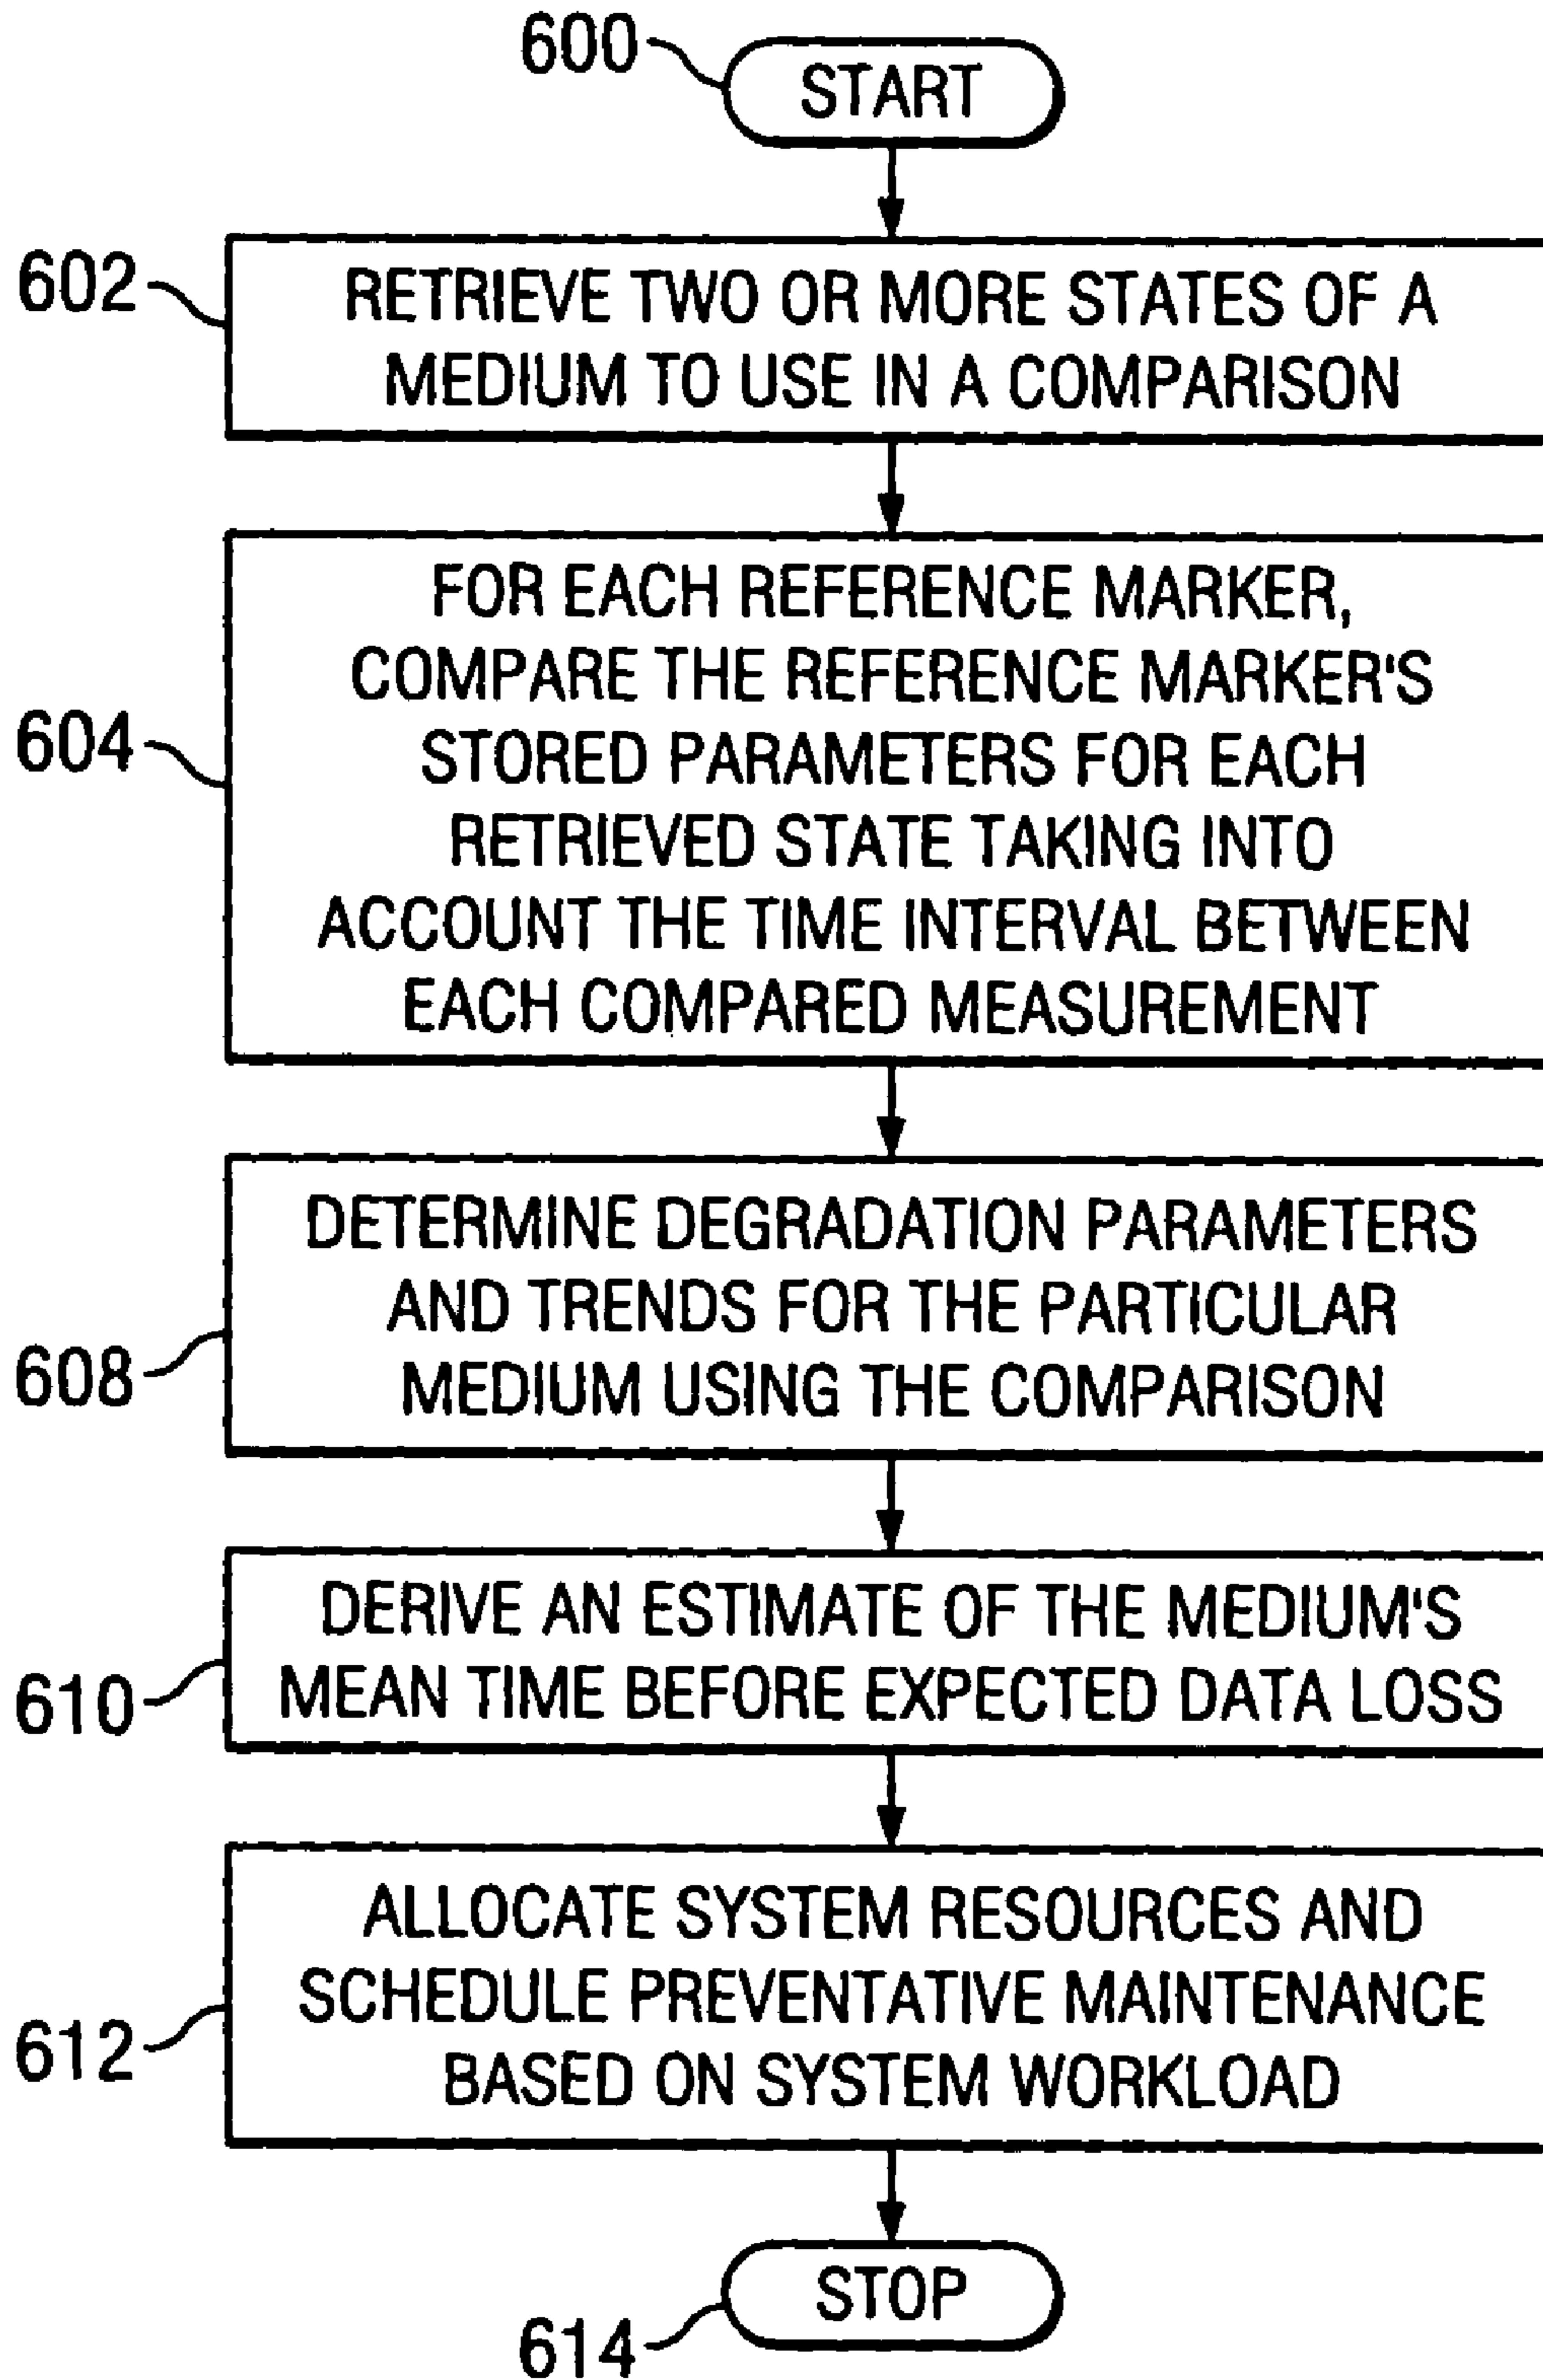 600
START
602
RETRIEVE TWO OR MORE STATES OF A
MEDIUM TO USE IN A COMPARISON
604
FOR EACH REFERENCE MARKER,
COMPARE THE REFERENCE MARKER'S
STORED PARAMETERS FOR EACH
RETRIEVED STATE TAKING INTO
ACCOUNT THE TIME INTERVAL BETWEEN
EACH COMPARED MEASUREMENT
608
DETERMINE DEGRADATION PARAMETERS
AND TRENDS FOR THE PARTICULAR
MEDIUM USING THE COMPARISON
610
DERIVE AN ESTIMATE OF THE MEDIUM'S
MEAN TIME BEFORE EXPECTED DATA LOSS
612
ALLOCATE SYSTEM RESOURCES AND
SCHEDULE PREVENTATIVE MAINTENANCE
BASED ON SYSTEM WORKLOAD
614
STOP